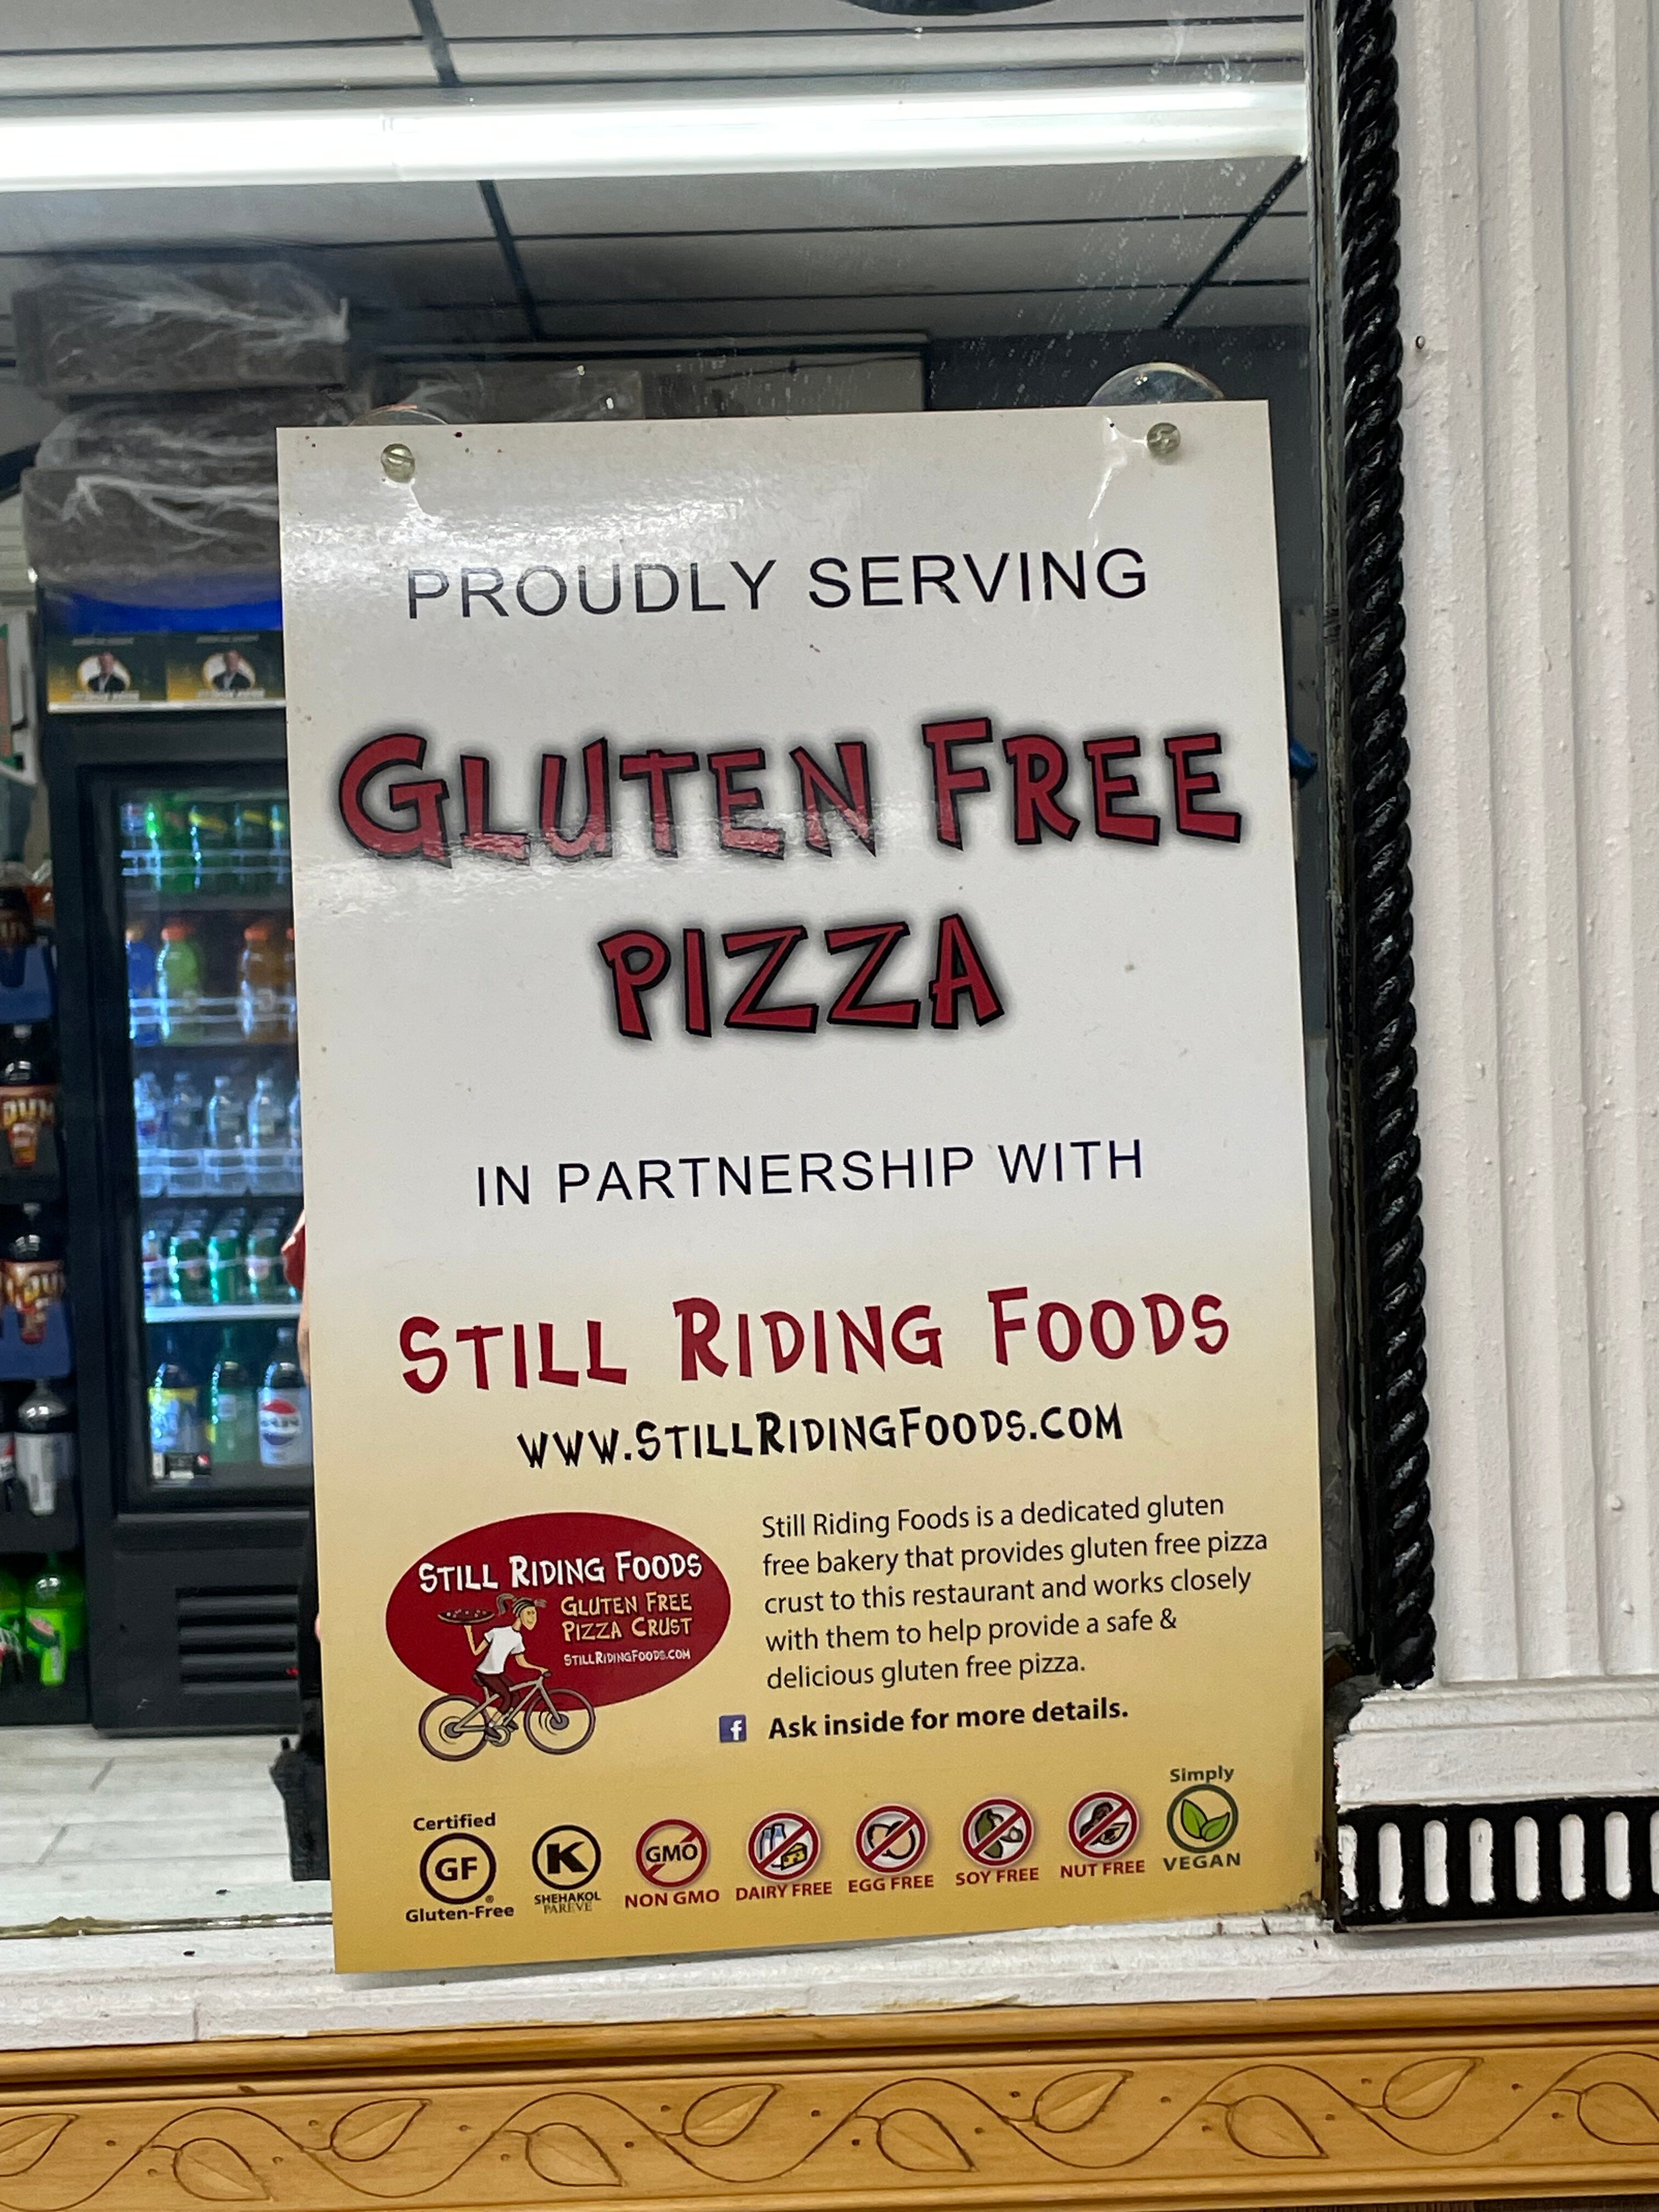 PROUDLY SERVING
GLUTEN FREE
PIZZA
IN PARTNERSHIP WITH
STILL RIDING FOODS
WWW.STILLRIDINGFOODS.COM
STILL RIDING FOODS
GLUTEN FREE
PIZZA CRUST
STILLRIDINGFOODS.COM
Still Riding Foods is a dedicated gluten
free bakery that provides gluten free pizza
crust to this restaurant and works closely
with them to help provide a safe &
delicious gluten free pizza.
f Ask inside for more details.
Certified
GF
®
Gluten-Free
K
SHEHAKOL
PAREVE
GMO
NON GMO
DAIRY FREE
EGG FREE
SOY FREE
NUT FREE
Simply
VEGAN